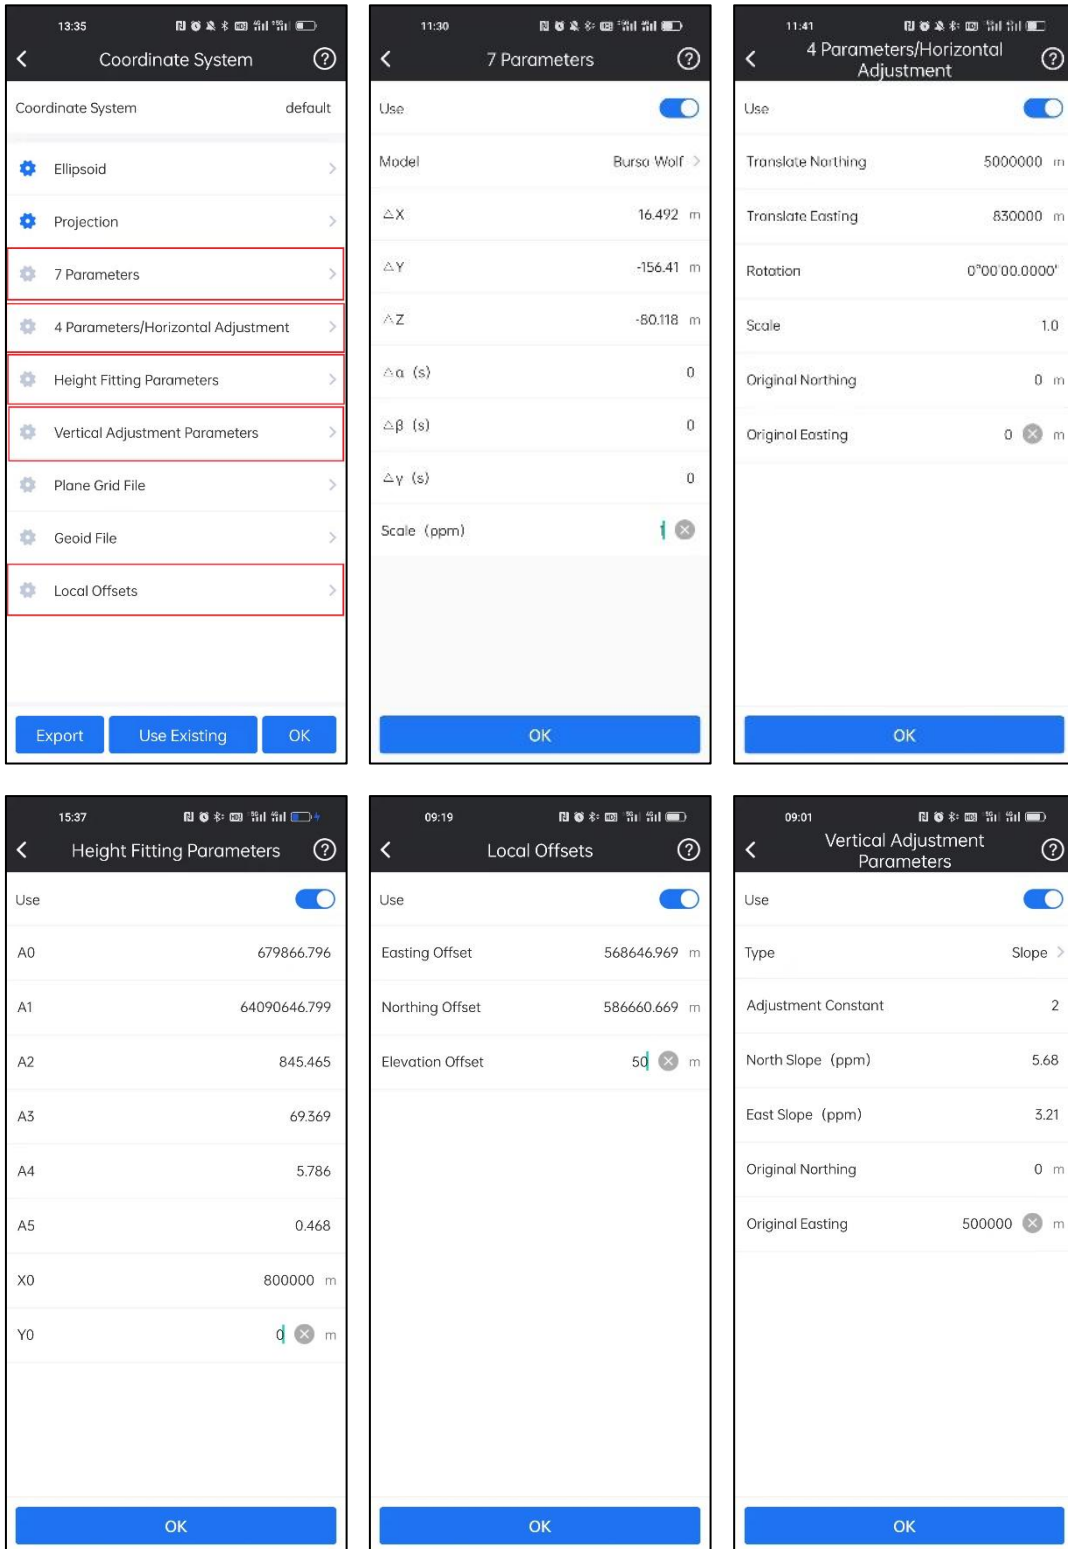 13:35
Coordinate System
Coordinate System default
Ellipsoid
Projection
7 Parameters
4 Parameters/Horizontal Adjustment
Height Fitting Parameters
Vertical Adjustment Parameters
Plane Grid File
Geoid File
Local Offsets
Export Use Existing OK
11:30
7 Parameters
Use
Model Bursa Wolf
△X 16.492 m
△Y -156.41 m
△Z -80.118 m
△α (s) 0
△β (s) 0
△γ (s) 0
Scale (ppm) 1
OK
11:41
4 Parameters/Horizontal
Adjustment
Use
Translate Northing 5000000 m
Translate Easting 830000 m
Rotation 0°00'00.0000"
Scale 1.0
Original Northing 0 m
Original Easting 0 m
OK
15:37
Height Fitting Parameters
Use
A0 679866.796
A1 64090646.799
A2 845.465
A3 69.369
A4 5.786
A5 0.468
X0 800000 m
Y0 0 m
OK
09:19
Local Offsets
Use
Easting Offset 568646.969 m
Northing Offset 586660.669 m
Elevation Offset 50 m
OK
09:01
Vertical Adjustment
Parameters
Use
Type Slope
Adjustment Constant 2
North Slope (ppm) 5.68
East Slope (ppm) 3.21
Original Northing 0 m
Original Easting 500000 m
OK